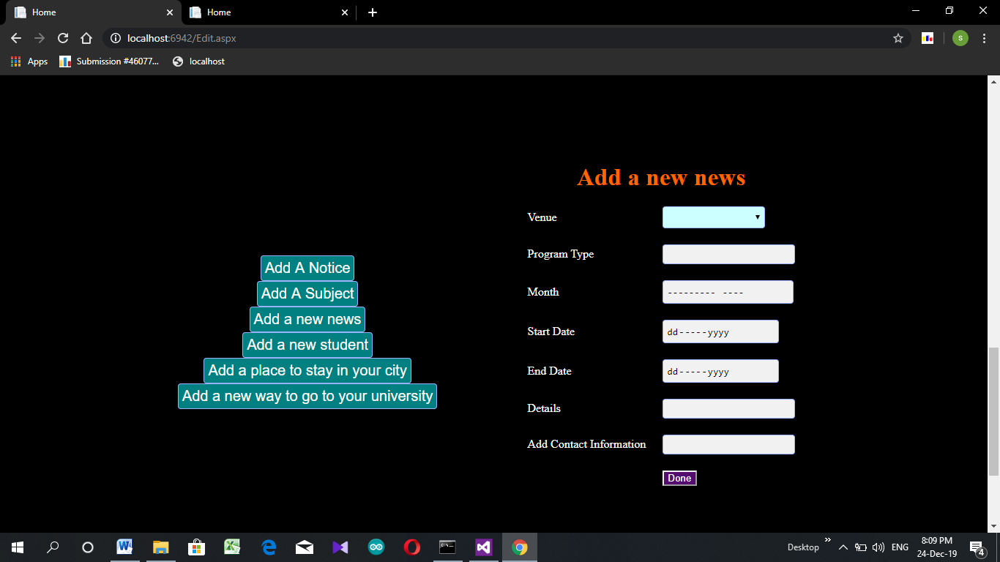 Home
Home
localhost:6942/Edit.aspx
S
Apps
Submission #46077...
localhost
Add a new news
Venue
Program Type
Month
--------- ----
Start Date
dd-----yyyy
End Date
dd-----yyyy
Details
Add Contact Information
Done
Add A Notice
Add A Subject
Add a new news
Add a new student
Add a place to stay in your city
Add a new way to go to your university
Desktop
ENG
8:09 PM
24-Dec-19
4